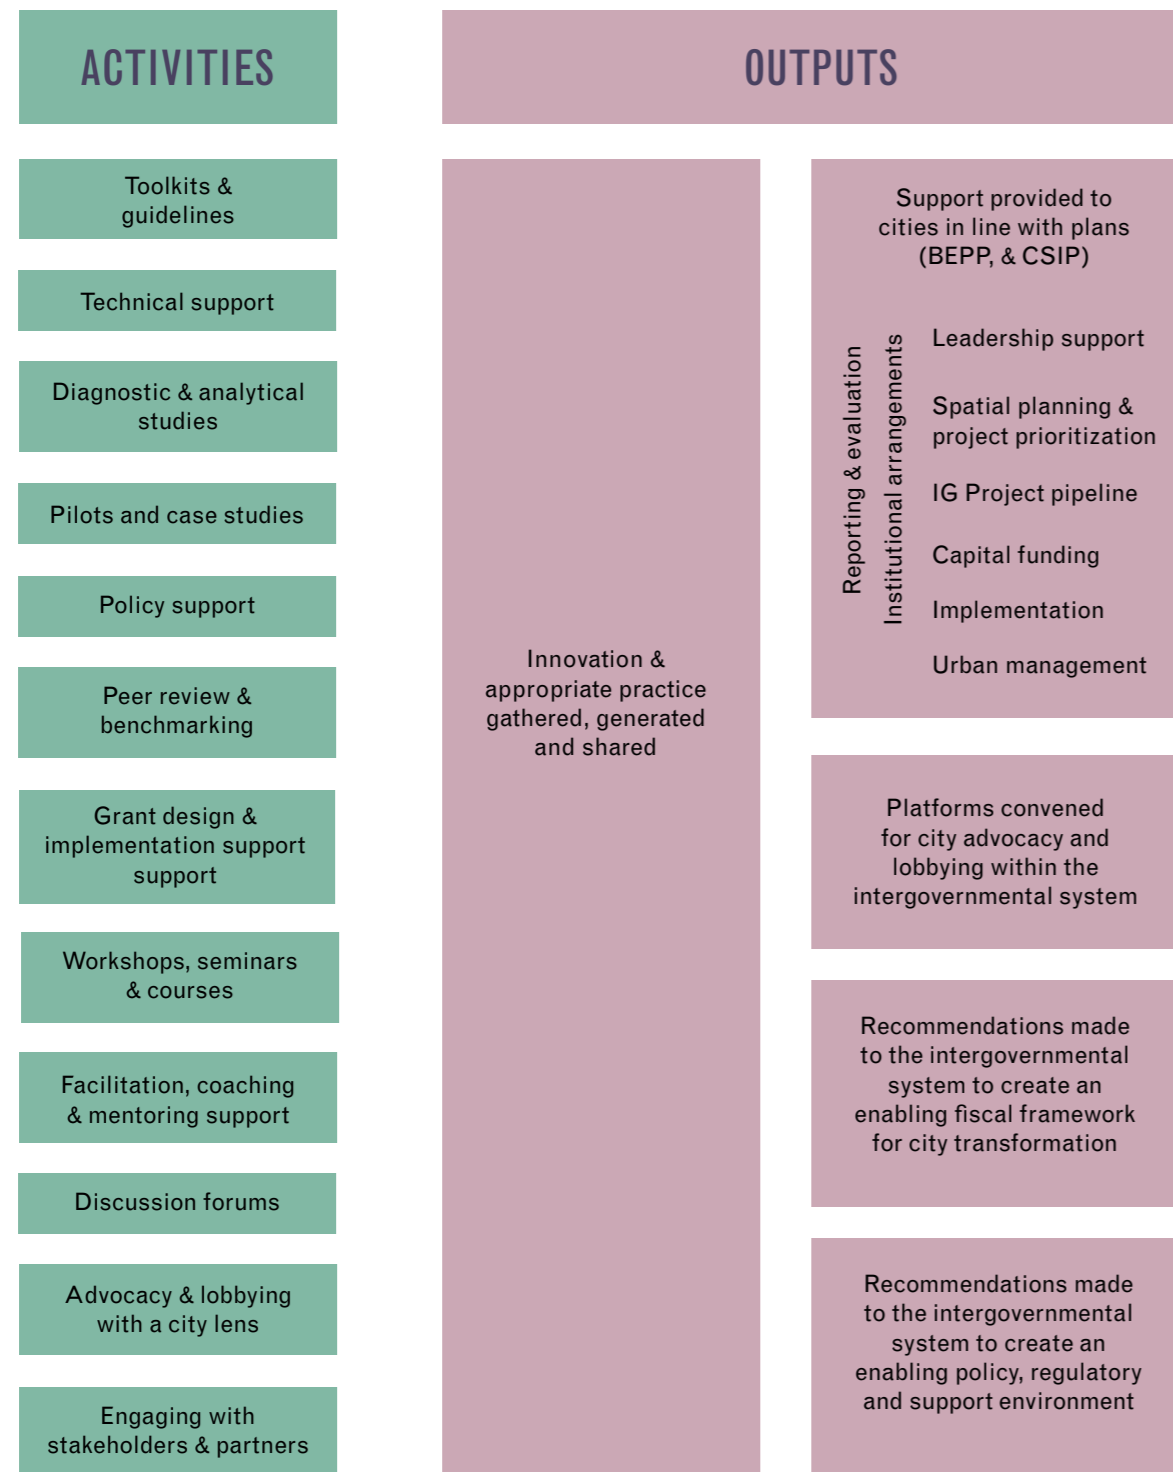 ACTIVITIES
OUTPUTS
Toolkits &
guidelines
Technical support
Diagnostic & analytical
studies
Pilots and case studies
Policy support
Peer review &
benchmarking
Grant design &
implementation support
support
Workshops, seminars
& courses
Facilitation, coaching
& mentoring support
Discussion forums
Advocacy & lobbying
with a city lens
Engaging with
stakeholders & partners
Innovation &
appropriate practice
gathered, generated
and shared
Support provided to
cities in line with plans
(BEPP, & CSIP)
Reporting & evaluation
Institutional arrangements
Leadership support
Spatial planning &
project prioritization
IG Project pipeline
Capital funding
Implementation
Urban management
Platforms convened
for city advocacy and
lobbying within the
intergovernmental system
Recommendations made
to the intergovernmental
system to create an
enabling fiscal framework
for city transformation
Recommendations made
to the intergovernmental
system to create an
enabling policy, regulatory
and support environment